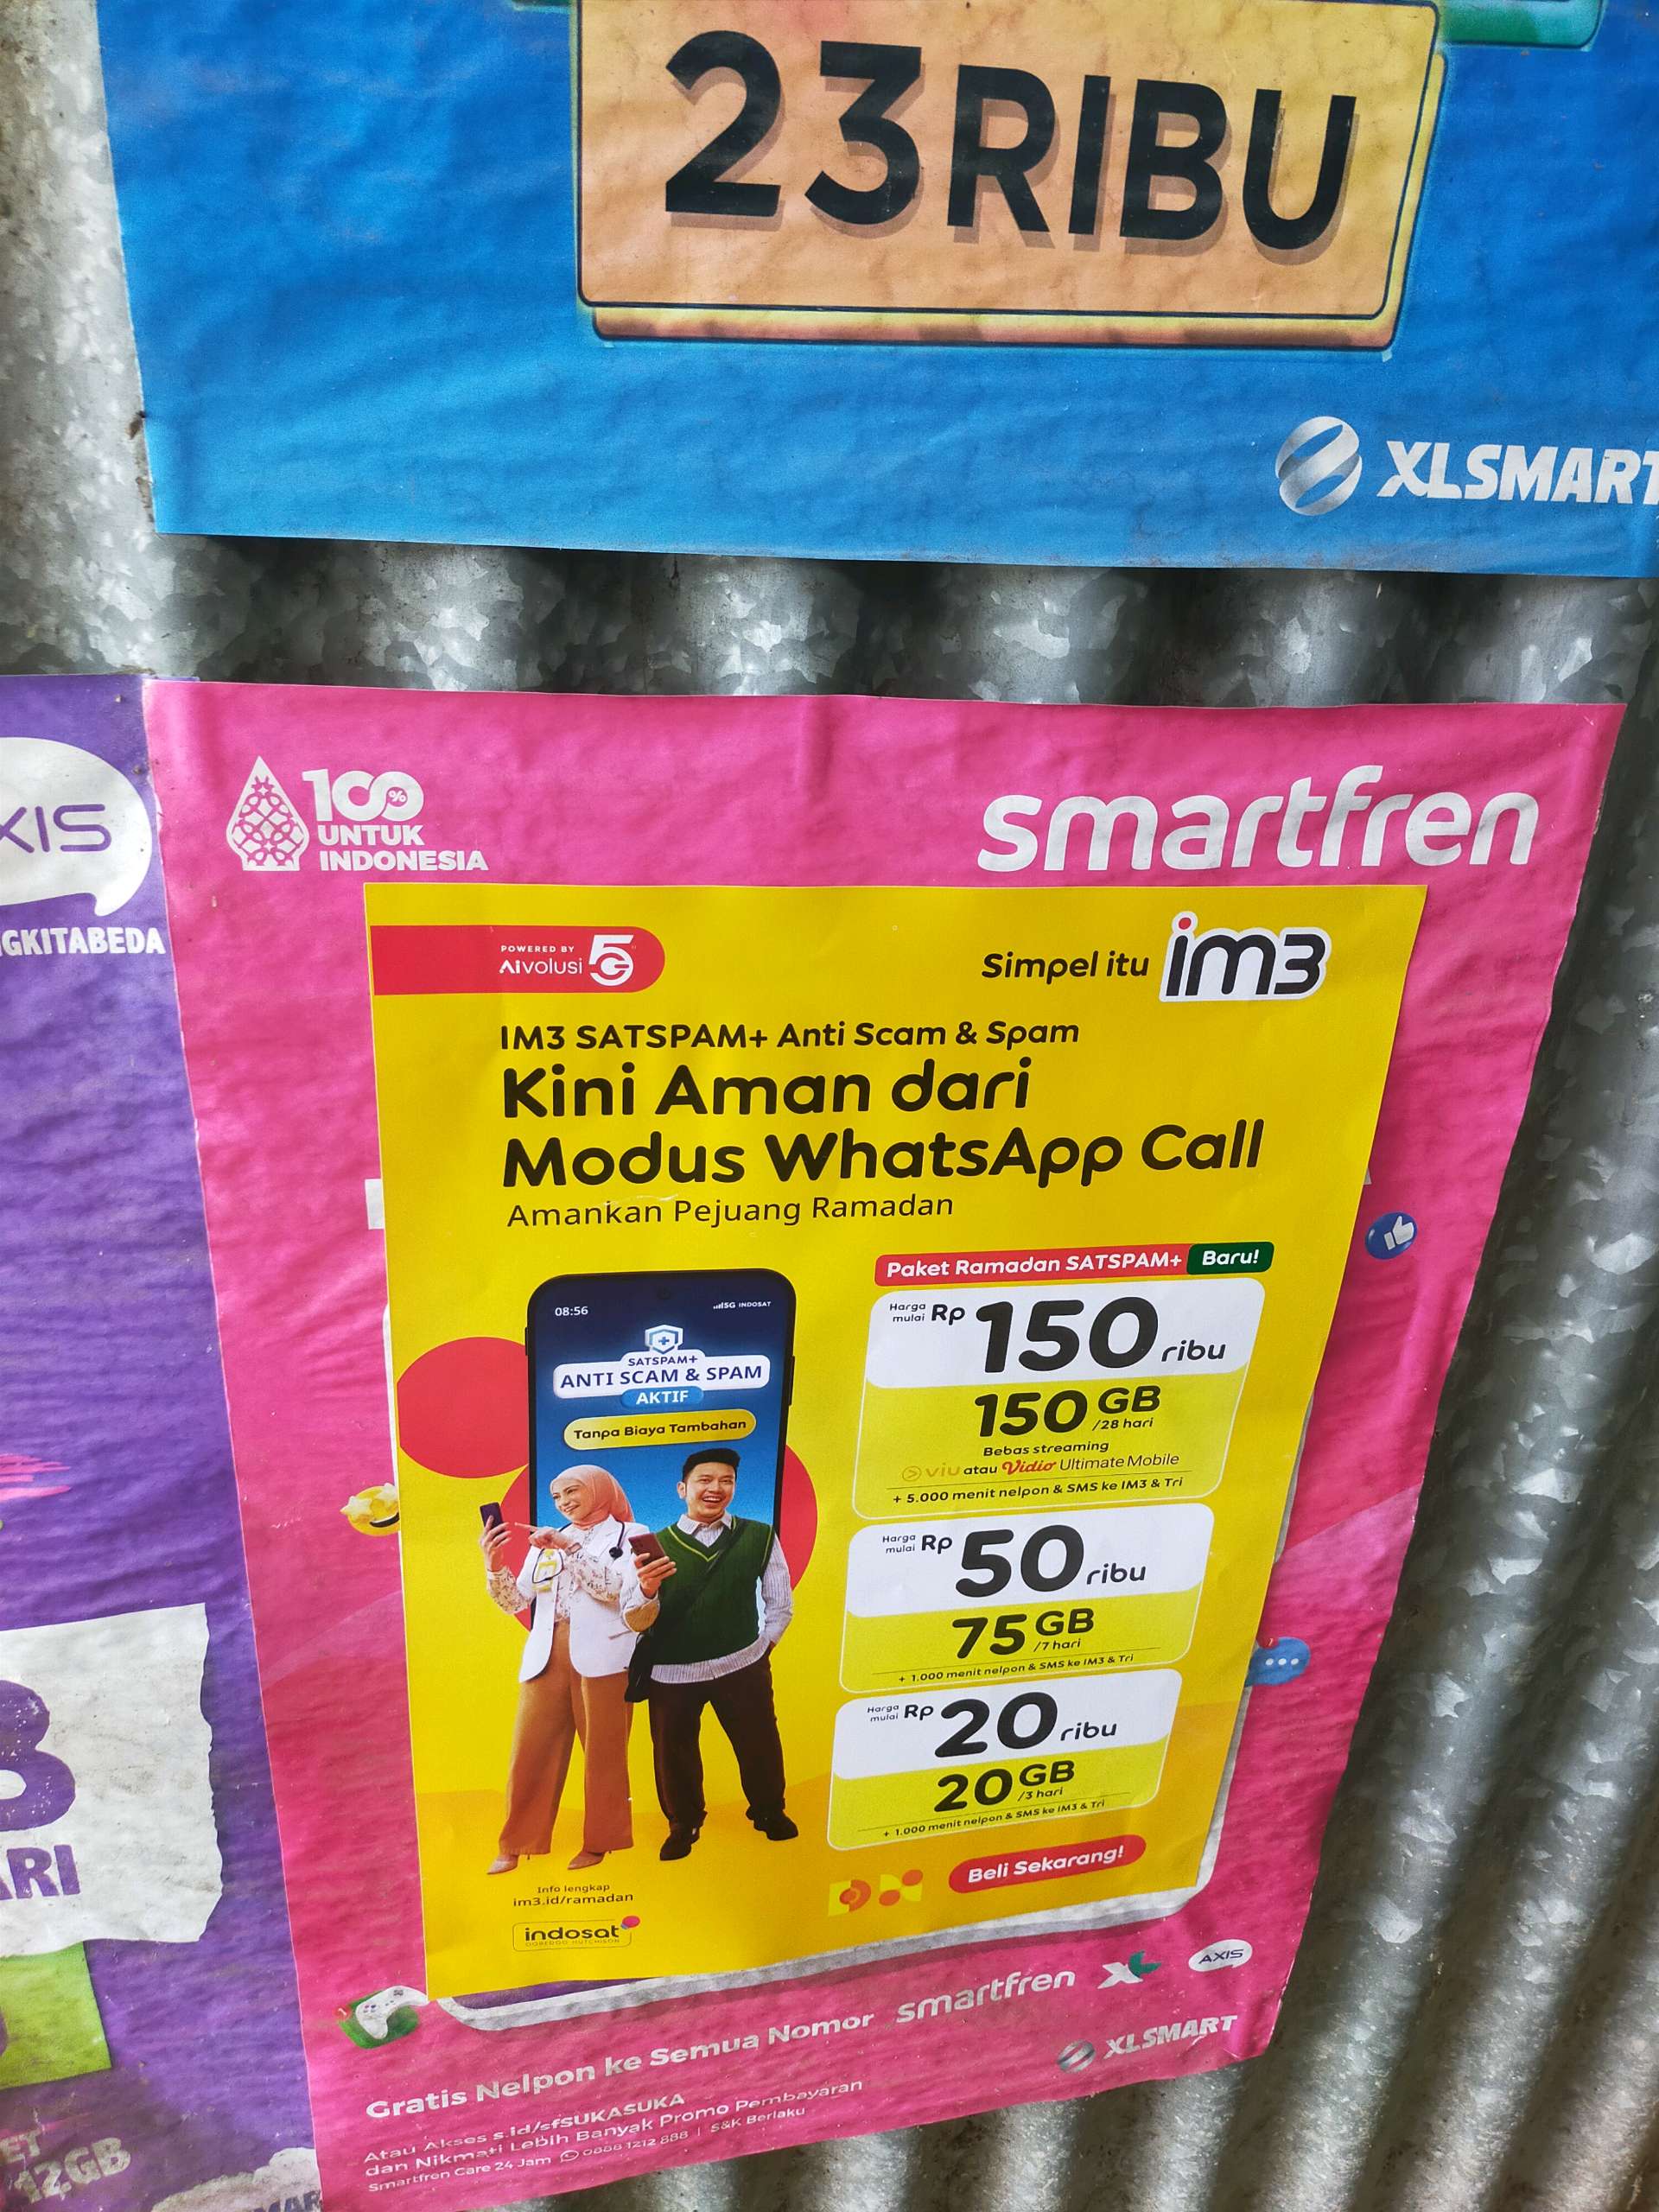 23RIBU
XLSMART
XIS
GKITABEDA
100%
UNTUK
INDONESIA
smartfren
POWERED BY
AIvolusi 5G
Simpel itu im3
IM3 SATSPAM+ Anti Scam & Spam
Kini Aman dari
Modus WhatsApp Call
Amankan Pejuang Ramadan
08:56
5G INDOSAT
SATSPAM+
ANTI SCAM & SPAM
AKTIF
Tanpa Biaya Tambahan
Paket Ramadan SATSPAM+ Baru!
Harga mulai Rp 150 ribu
150 GB /28 hari
Bebas streaming
viu atau Vidio Ultimate Mobile
+ 5.000 menit nelpon & SMS ke IM3 & Tri
Harga mulai Rp 50 ribu
75 GB /7 hari
+ 1.000 menit nelpon & SMS ke IM3 & Tri
Harga mulai Rp 20 ribu
20 GB /3 hari
+ 1.000 menit nelpon & SMS ke IM3 & Tri
Beli Sekarang!
Info lengkap
im3.id/ramadan
indosat
OOREDOO HUTCHISON
ARI
12GB
Gratis Nelpon ke Semua Nomor smartfren XL AXIS
XLSMART
Atau Akses s.id/sfSUKASUKA
dan Nikmati Lebih Banyak Promo Pembayaran
Smartfren Care 24 Jam 0888 1212 888 | S&K Berlaku